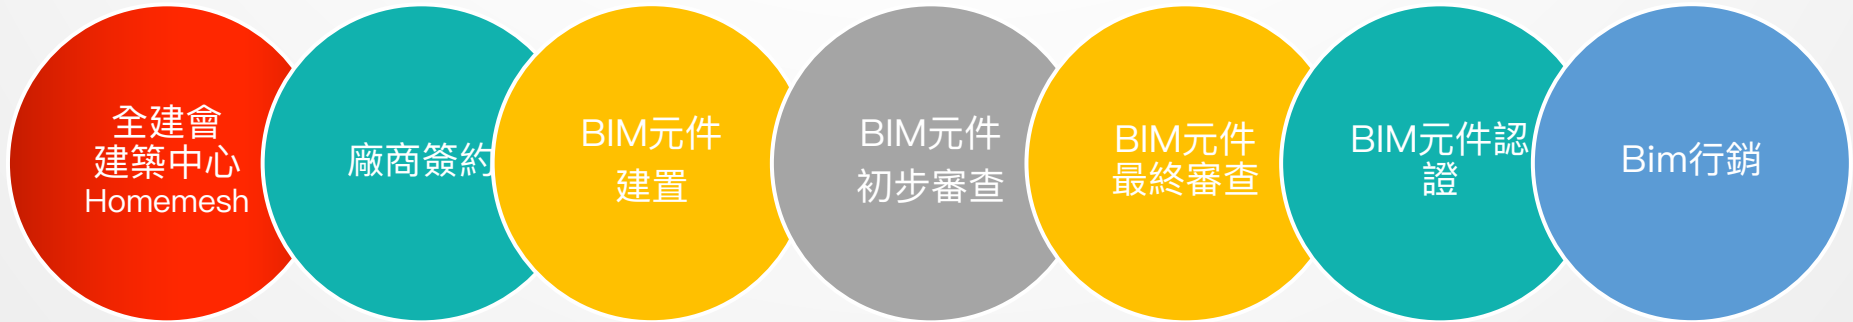 全建會
建築中心
Homemesh
廠商簽約
BIM元件
建置
BIM元件
初步審查
BIM元件
最終審查
BIM元件認
證
Bim行銷